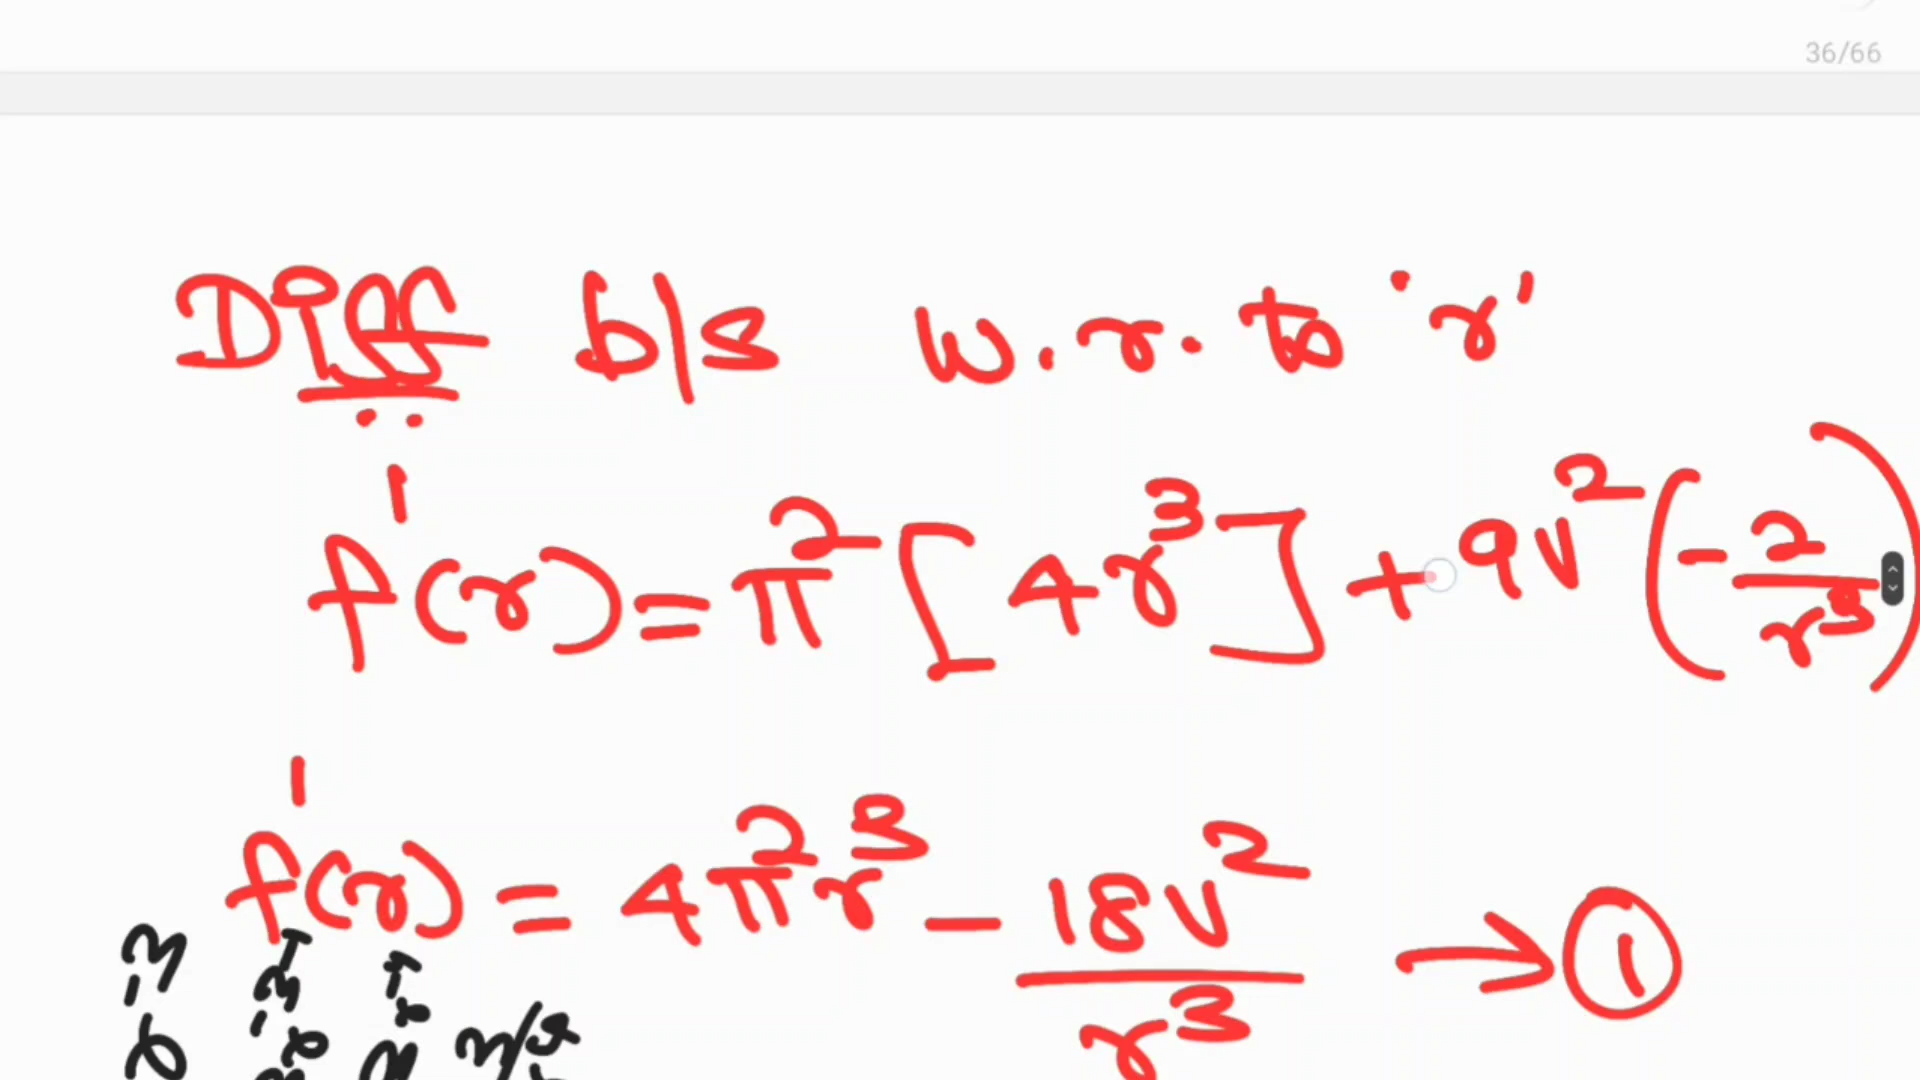 36/66
Diff b/s w.r.to 'r'
f'(r) = π² [4r³] + 9v² (-2/r³)
f'(r) = 4π²r³ - 18v²/r³ → ①